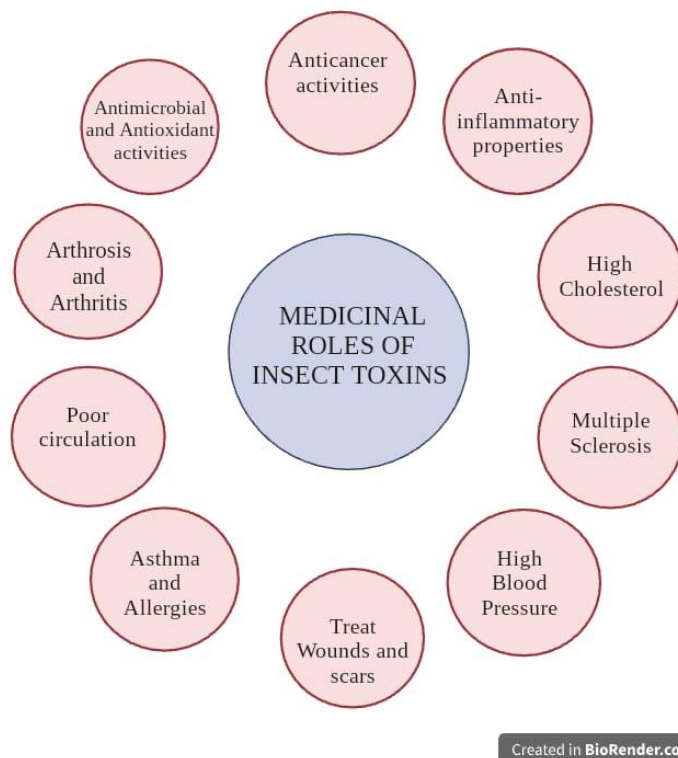 Anticancer
activities
Anti-
inflammatory
properties
High
Cholesterol
Multiple
Sclerosis
High
Blood
Pressure
Treat
Wounds and
scars
Asthma
and
Allergies
Poor
circulation
Arthrosis
and
Arthritis
Antimicrobial
and Antioxidant
activities
MEDICINAL
ROLES OF
INSECT TOXINS
Created in BioRender.co